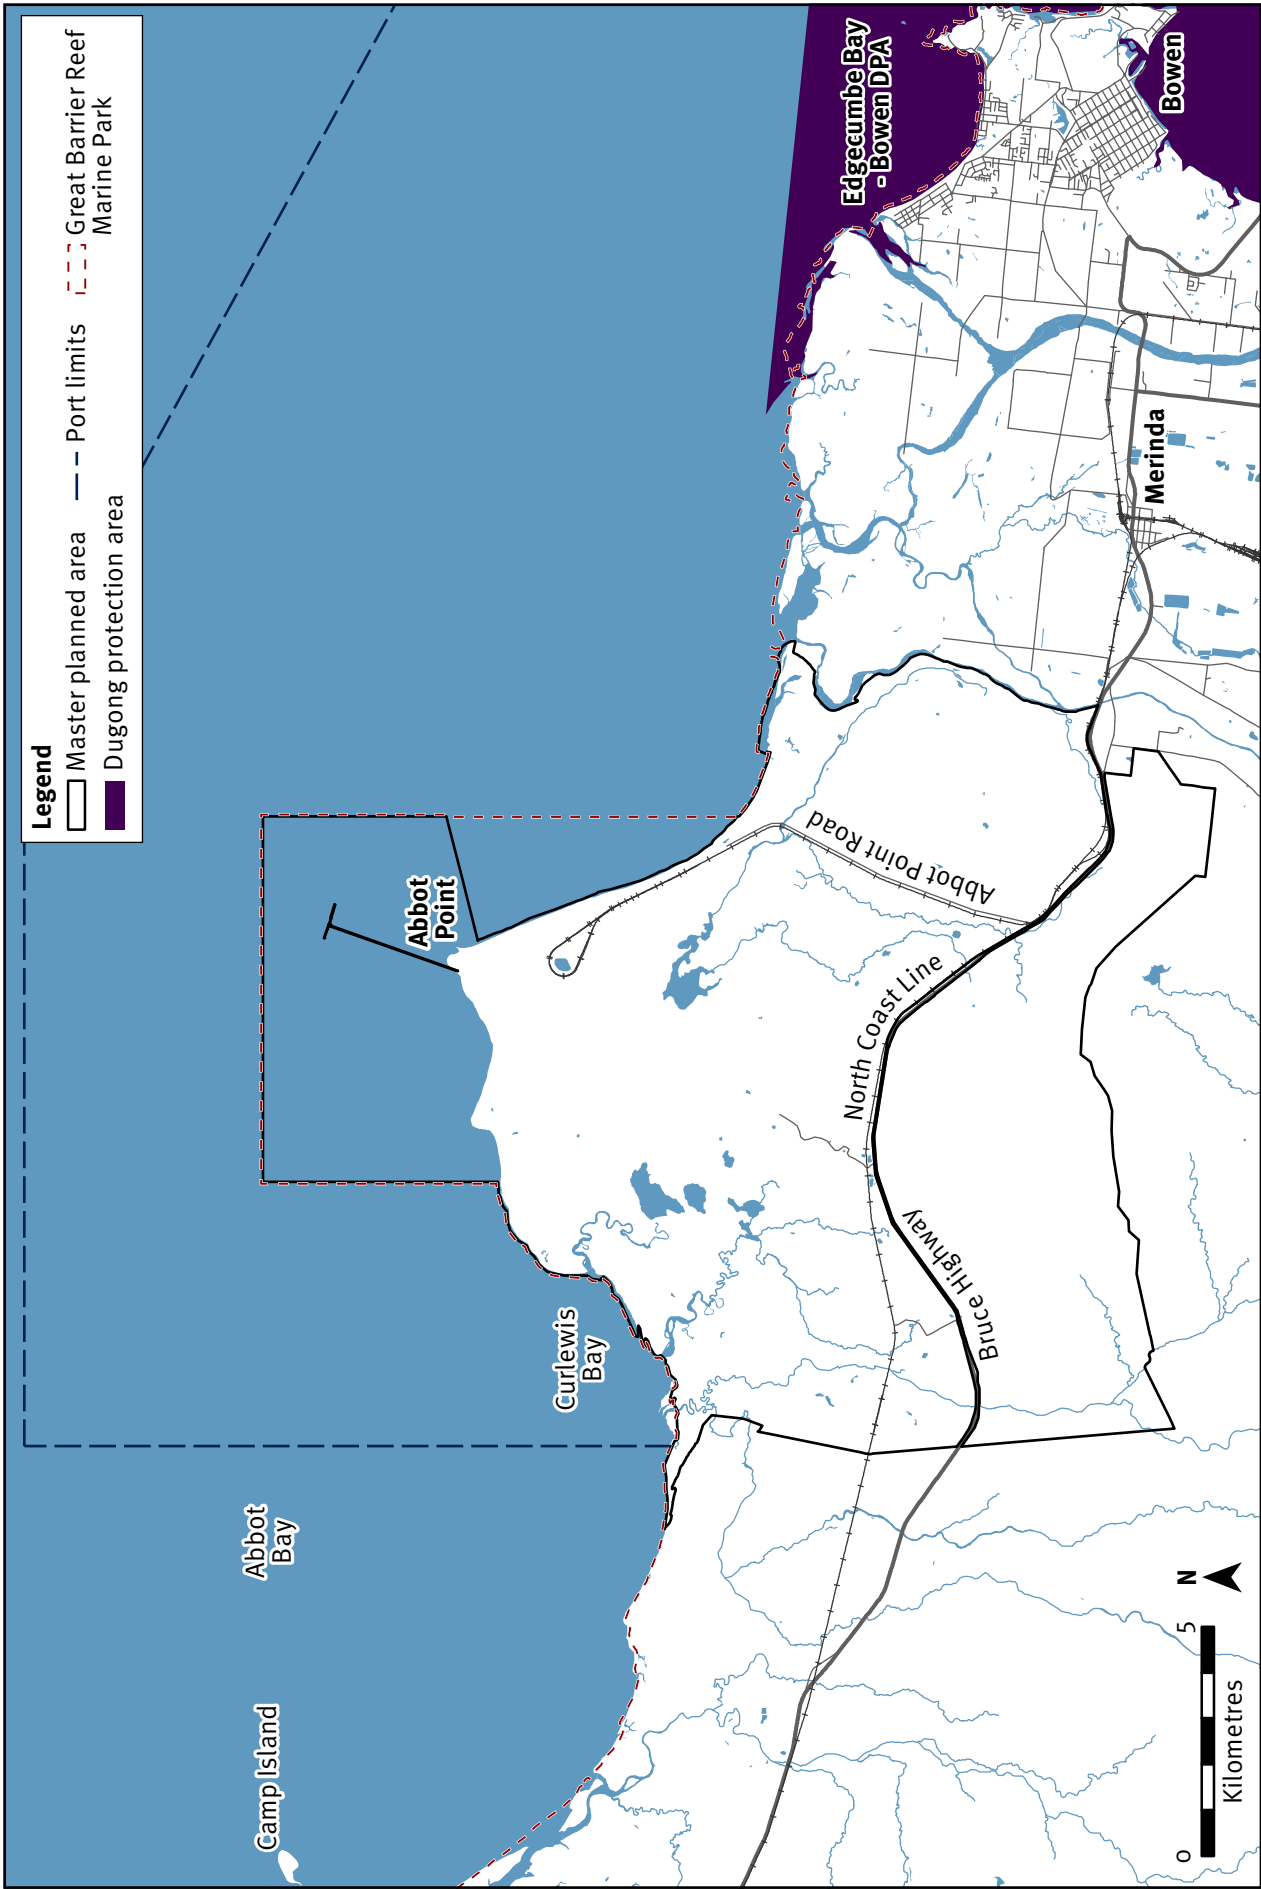 Legend
Master planned area
Port limits
Great Barrier Reef
Marine Park
Dugong protection area
Edgecumbe Bay
- Bowen DPA
Bowen
Merinda
Abbot
Point
Abbot Point Road
North Coast Line
Bruce Highway
Curlewis
Bay
Abbot
Bay
Camp Island
N
0
5
Kilometres